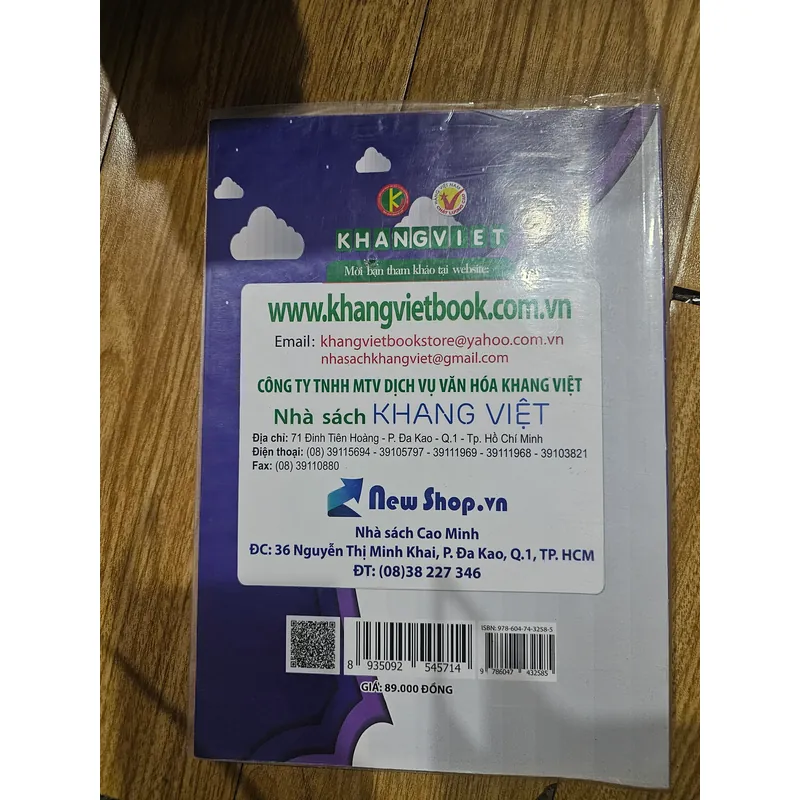 KHANGVIET
Mời bạn tham khảo tại website:
www.khangvietbook.com.vn
Email: khangvietbookstore@yahoo.com.vn
nhasachkhangviet@gmail.com
CÔNG TY TNHH MTV DỊCH VỤ VĂN HÓA KHANG VIỆT
Nhà sách KHANG VIỆT
Địa chỉ: 71 Đinh Tiên Hoàng - P. Đa Kao - Q.1 - Tp. Hồ Chí Minh
Điện thoại: (08) 39115694 - 39105797 - 39111969 - 39111968 - 39103821
Fax: (08) 39110880
New Shop.vn
Nhà sách Cao Minh
ĐC: 36 Nguyễn Thị Minh Khai, P. Đa Kao, Q.1, TP. HCM
ĐT: (08)38 227 346
ISBN: 978-604-74-3258-5
8 935092 545714
9 786047 432585
GIÁ: 89.000 ĐỒNG